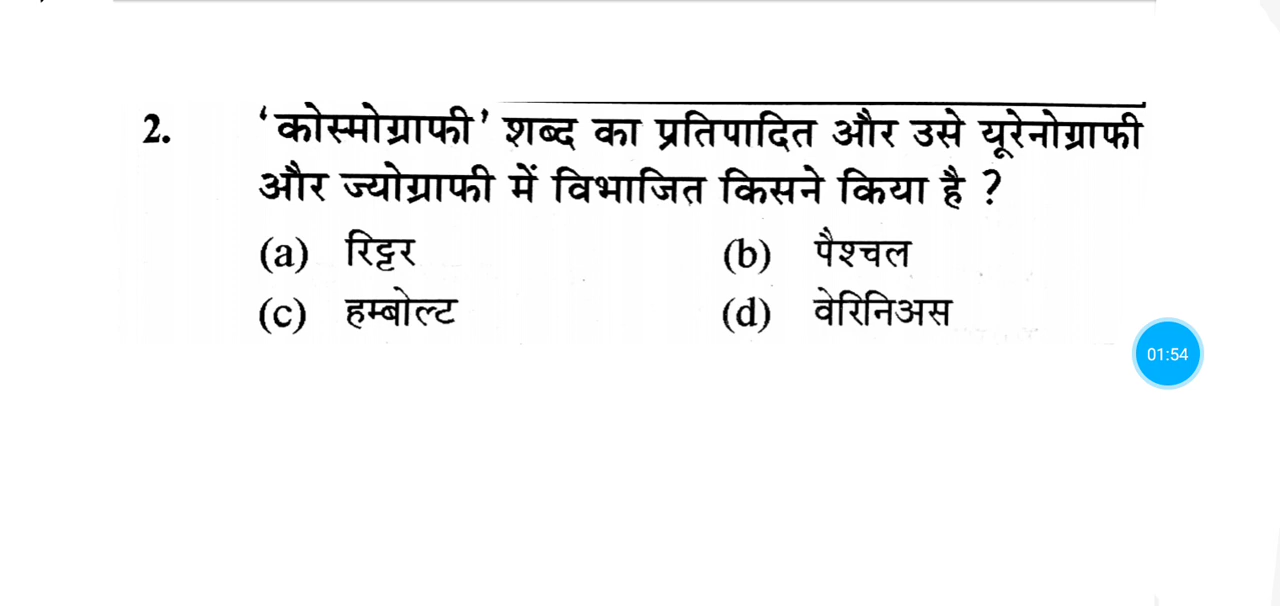 2. ‘कोस्मोग्राफी’ शब्द का प्रतिपादित और उसे यूरेनोग्राफी
और ज्योग्राफी में विभाजित किसने किया है ?
(a) रिट्टर (b) पैश्चल
(c) हम्बोल्ट (d) वेरिनिअस
01:54